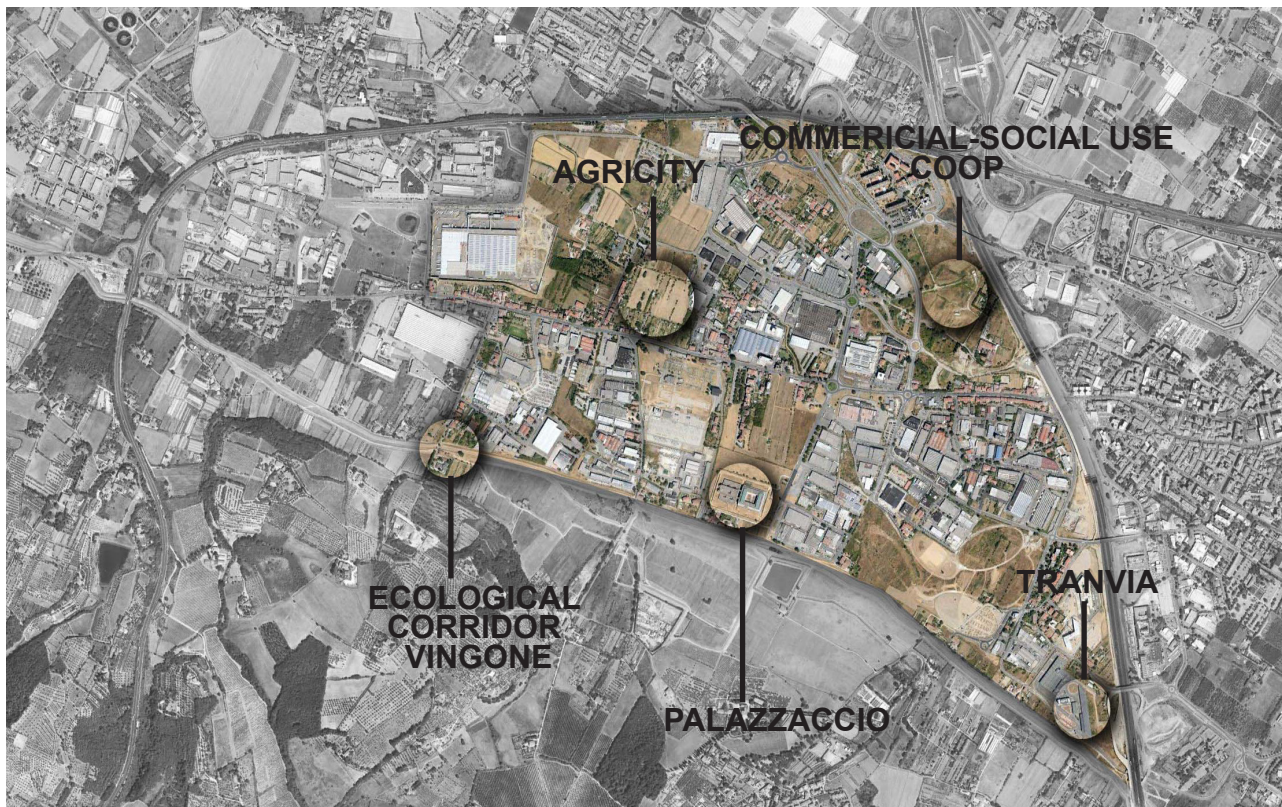 COMMERICIAL-SOCIAL USE
COOP
AGRICITY
ECOLOGICAL
CORRIDOR
VINGONE
TRANVIA
PALAZZACCIO